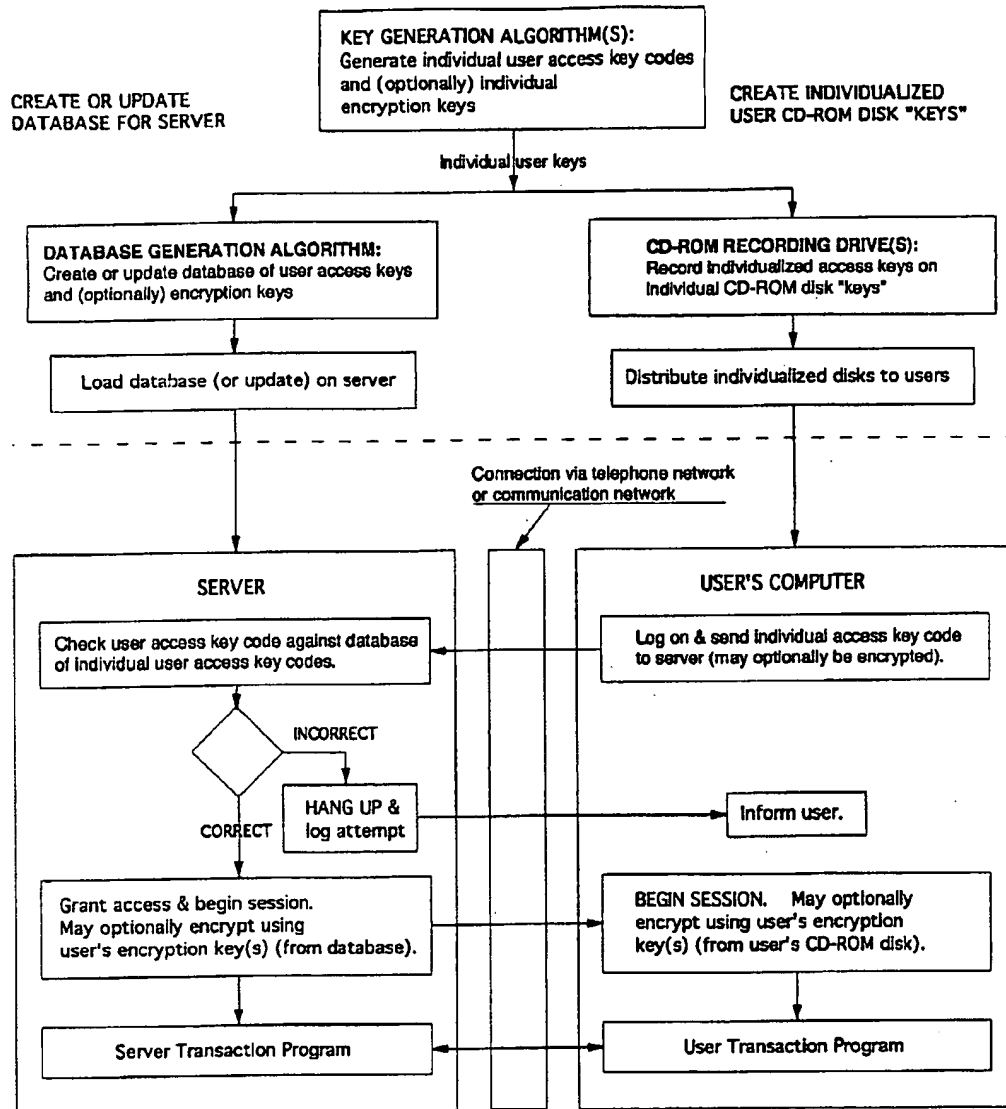 KEY GENERATION ALGORITHM(S):
Generate individual user access key codes
and (optionally) individual
encryption keys
CREATE OR UPDATE
DATABASE FOR SERVER
CREATE INDIVIDUALIZED
USER CD-ROM DISK "KEYS"
Individual user keys
DATABASE GENERATION ALGORITHM:
Create or update database of user access keys
and (optionally) encryption keys
CD-ROM RECORDING DRIVE(S):
Record individualized access keys on
individual CD-ROM disk "keys"
Load database (or update) on server
Distribute individualized disks to users
Connection via telephone network
or communication network
SERVER
USER'S COMPUTER
Check user access key code against database
of individual user access key codes.
Log on & send individual access key code
to server (may optionally be encrypted).
INCORRECT
HANG UP &
log attempt
Inform user.
CORRECT
Grant access & begin session.
May optionally encrypt using
user's encryption key(s) (from database).
BEGIN SESSION. May optionally
encrypt using user's encryption
key(s) (from user's CD-ROM disk).
Server Transaction Program
User Transaction Program